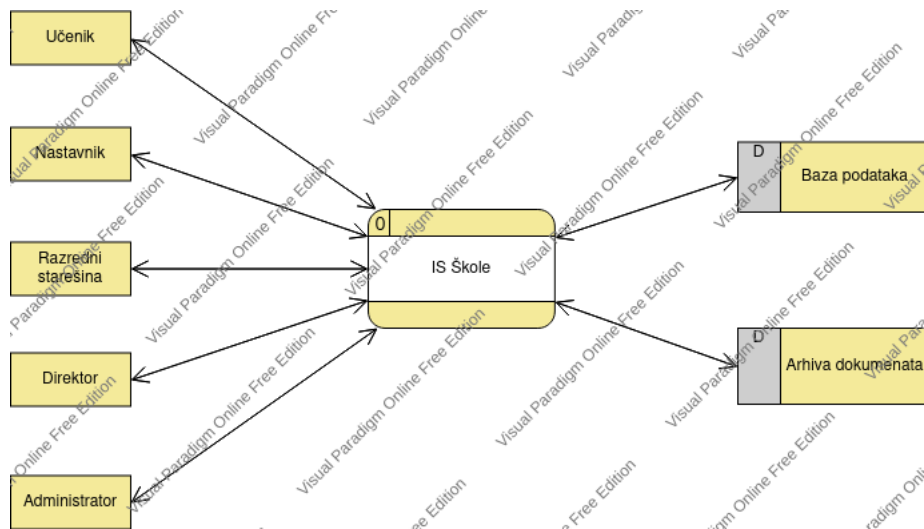 Učenik
Nastavnik
Razredni
starešina
Direktor
Administrator
0
IS Škole
D
Baza podataka
D
Arhiva dokumenata
Visual Paradigm Online Free Edition